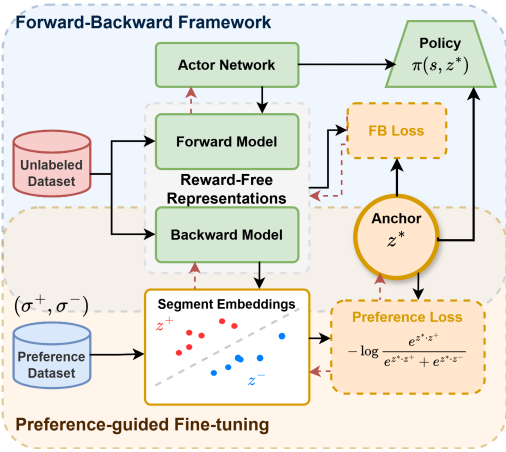 Forward-Backward Framework
Policy
π(s, z*)
Actor Network
Forward Model
FB Loss
Unlabeled
Dataset
Reward-Free
Representations
Anchor
z*
Backward Model
(σ⁺, σ⁻)
Segment Embeddings
z⁺
z⁻
Preference Loss
−log e^{z*·z⁺} / (e^{z*·z⁺} + e^{z*·z⁻})
Preference
Dataset
Preference-guided Fine-tuning